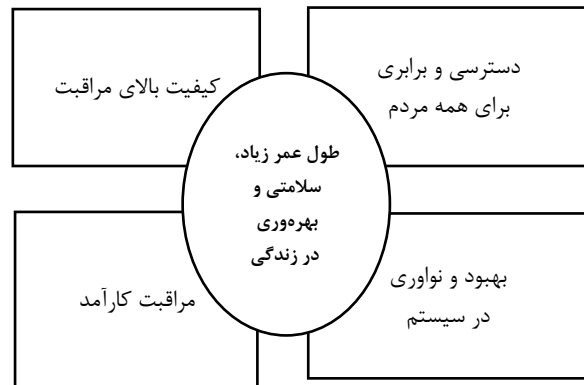 دسترسی و برابری
برای همه مردم
کیفیت بالای مراقبت
طول عمر زیاد،
سلامتی و
بهره‌وری
در زندگی
بهبود و نواوری
در سیستم
مراقبت کارآمد